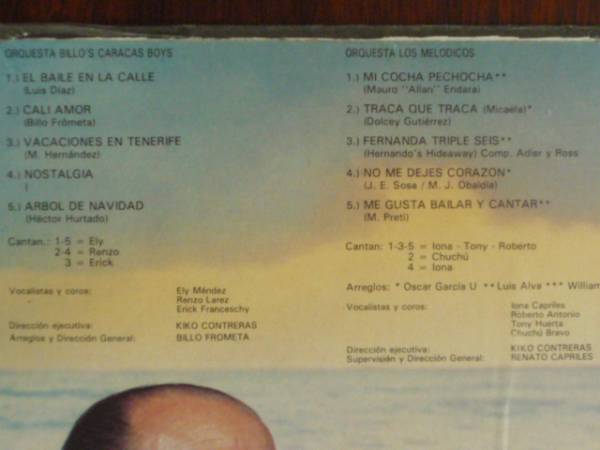 ORQUESTA BILLO'S CARACAS BOYS
1.) EL BAILE EN LA CALLE
(Luis Díaz)
2.) CALI AMOR
(Billo Frómeta)
3.) VACACIONES EN TENERIFE
(M. Hernández)
4.) NOSTALGIA
(
5.) ARBOL DE NAVIDAD
(Héctor Hurtado)
Cantan.: 1-5 = Ely
2-4 = Renzo
3 = Erick
Vocalistas y coros: Ely Méndez
Renzo Larez
Erick Franceschy
Dirección ejecutiva: KIKO CONTRERAS
Arreglos y Dirección General: BILLO FROMETA
ORQUESTA LOS MELODICOS
1.) MI COCHA PECHOCHA**
(Mauro "Allan" Endara)
2.) TRACA QUE TRACA (Micaela)*
(Dolcey Gutiérrez)
3.) FERNANDA TRIPLE SEIS**
(Hernando's Hideaway) Comp. Adler y Ross
4.) NO ME DEJES CORAZON*
(J. E. Sosa / M. J. Obaldía)
5.) ME GUSTA BAILAR Y CANTAR**
(M. Preti)
Cantan: 1-3-5 = Iona - Tony - Roberto
2 = Chuchú
4 = Iona
Arreglos: * Oscar García U **Luis Alva *** William
Vocalistas y coros: Iona Capriles
Roberto Antonio
Tony Huerta
Chuchú Bravo
Dirección ejecutiva: KIKO CONTRERAS
Supervisión y Dirección General: RENATO CAPRILES